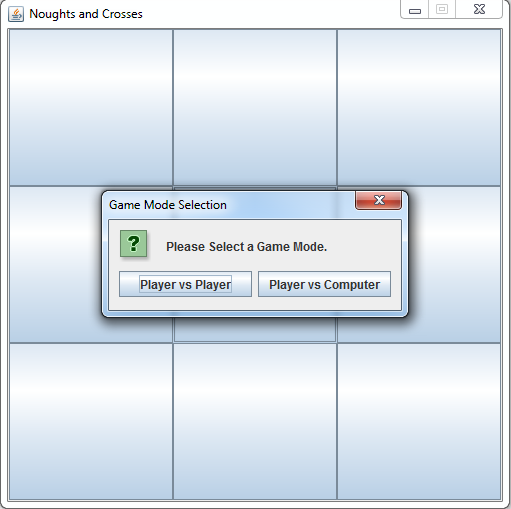 Noughts and Crosses
Game Mode Selection
?
Please Select a Game Mode.
Player vs Player
Player vs Computer